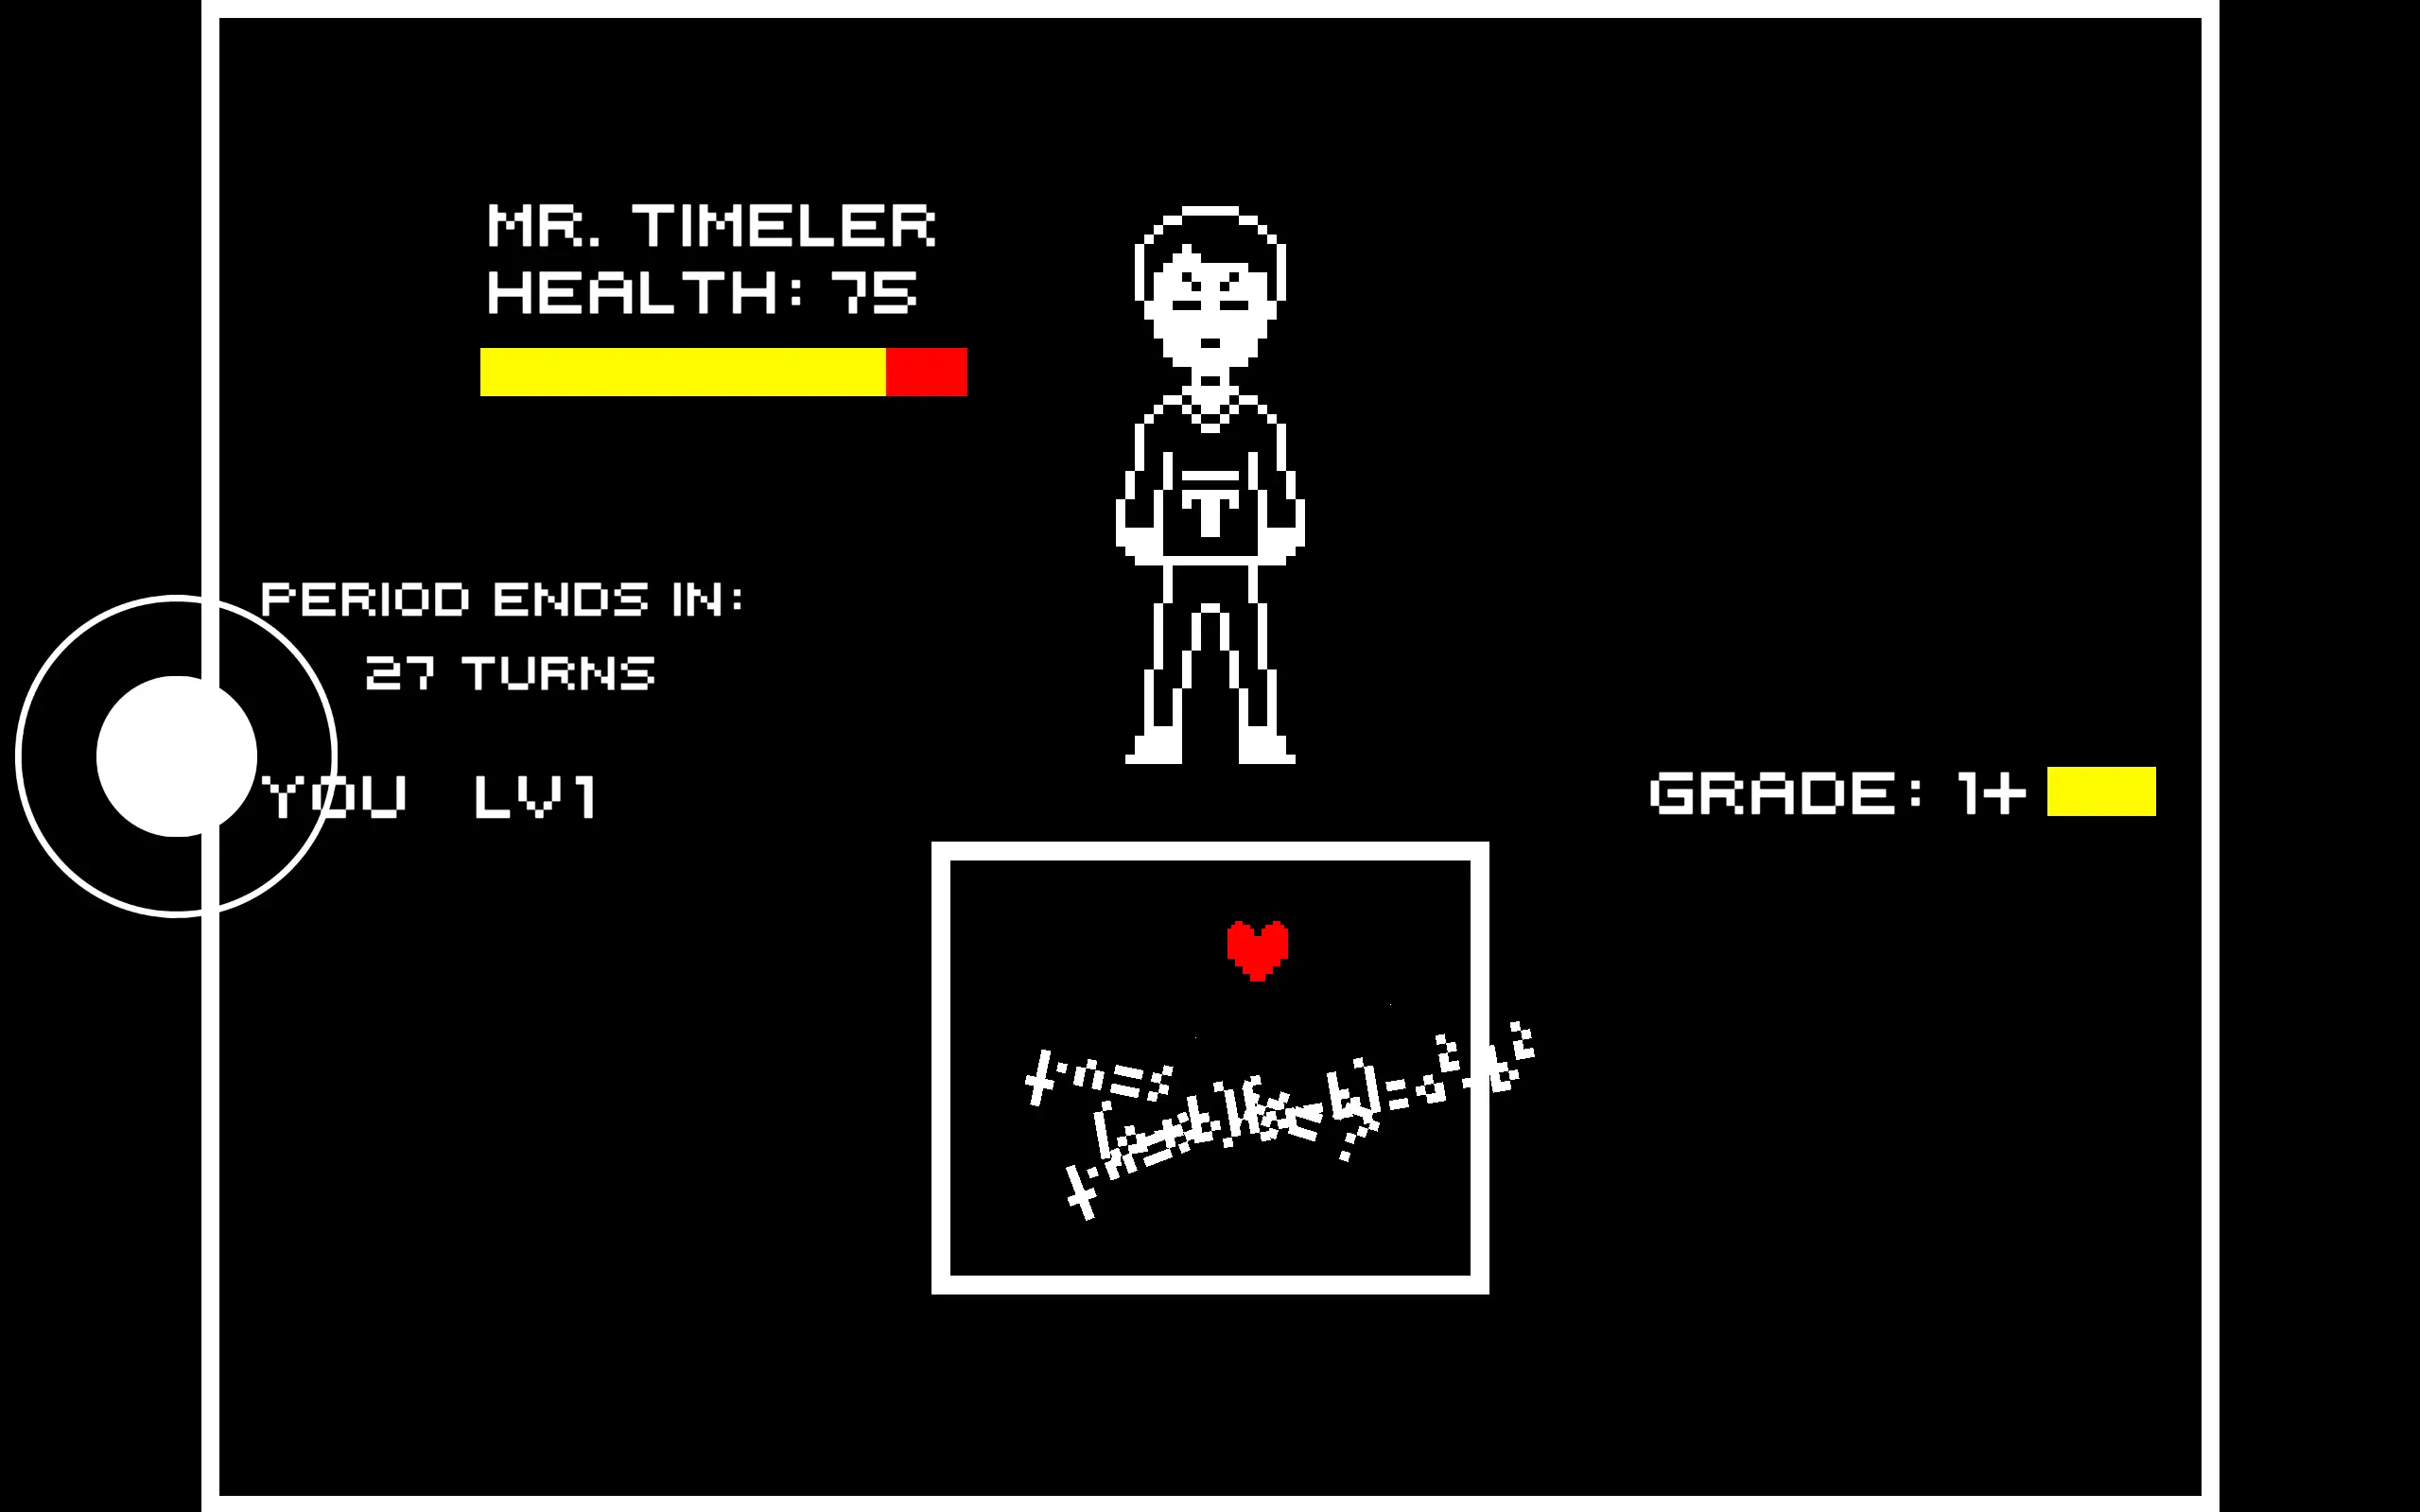 MR. TIMELER
HEALTH: 75
T
PERIOD ENDS IN:
27 TURNS
YOU LV1
GRADE: 1+